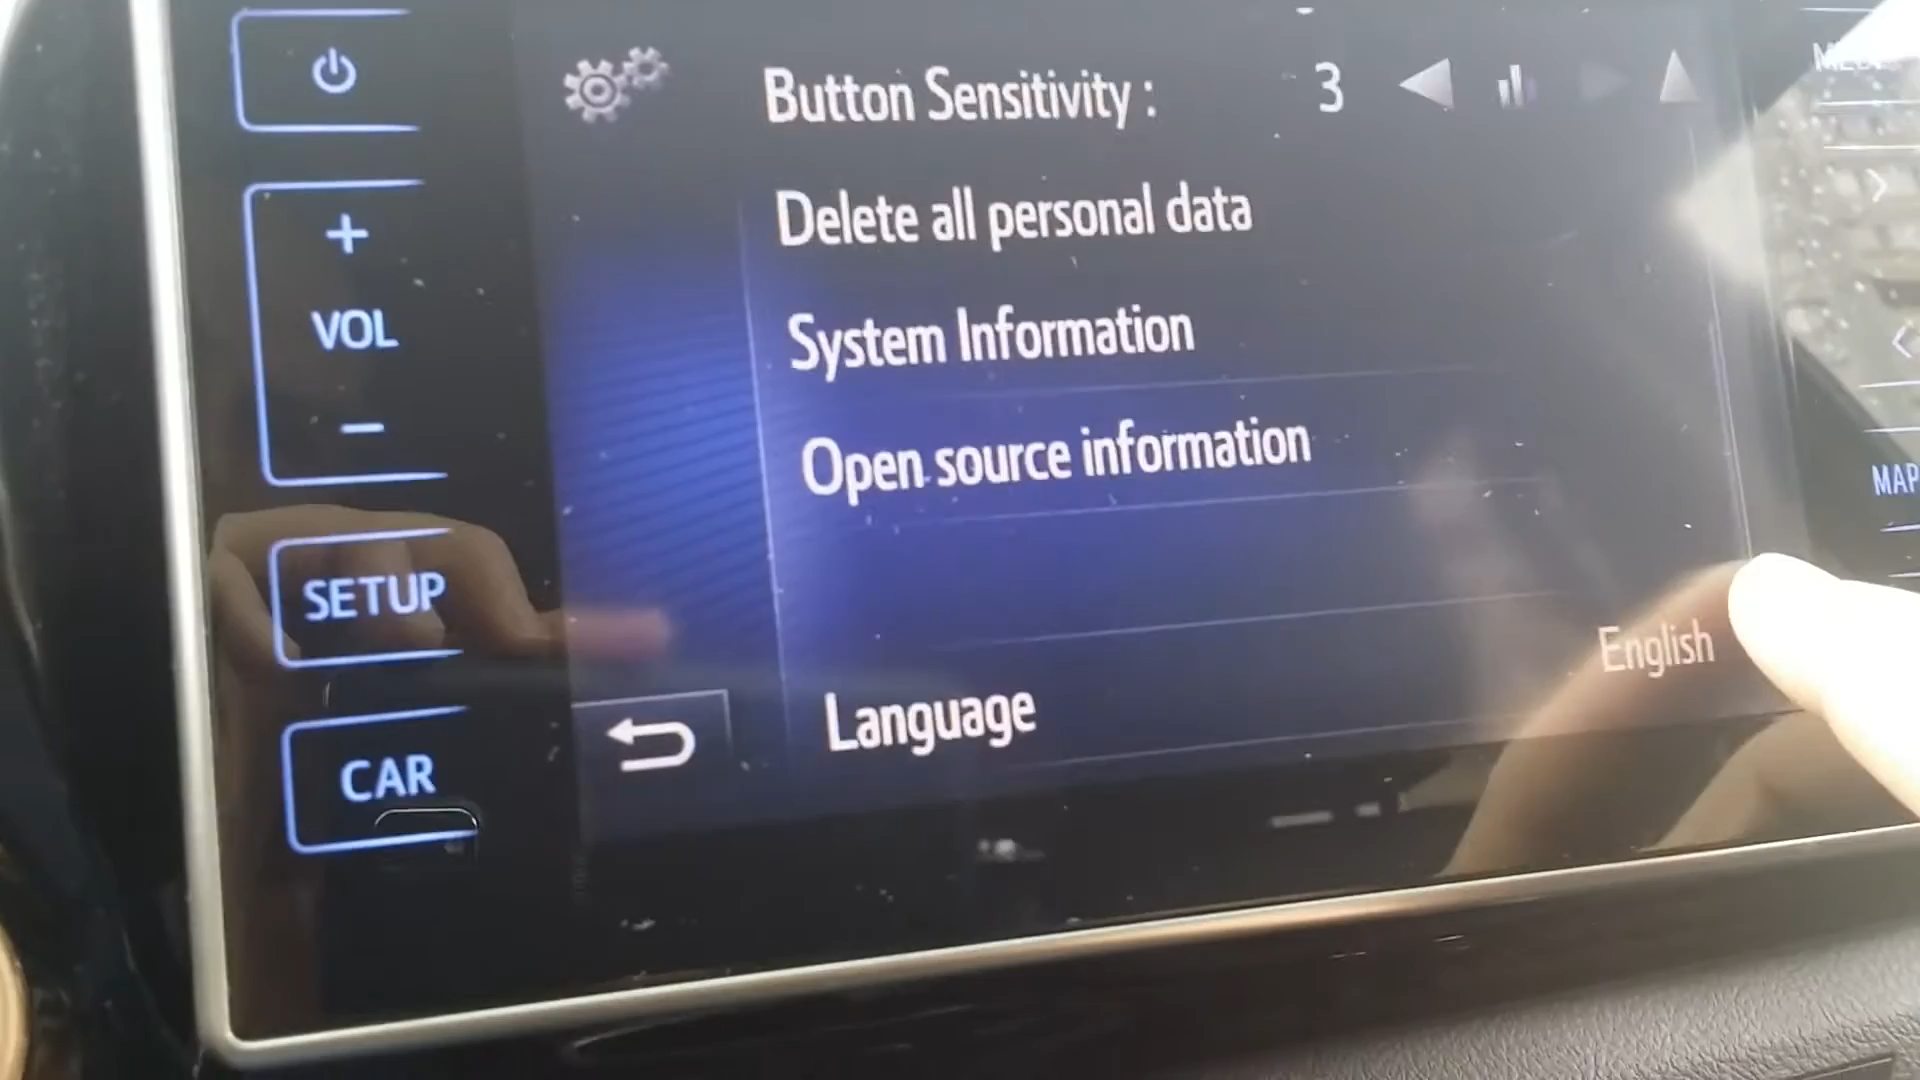 Button Sensitivity : 3
Delete all personal data
System Information
Open source information
English
Language
VOL
SETUP
CAR
MAP